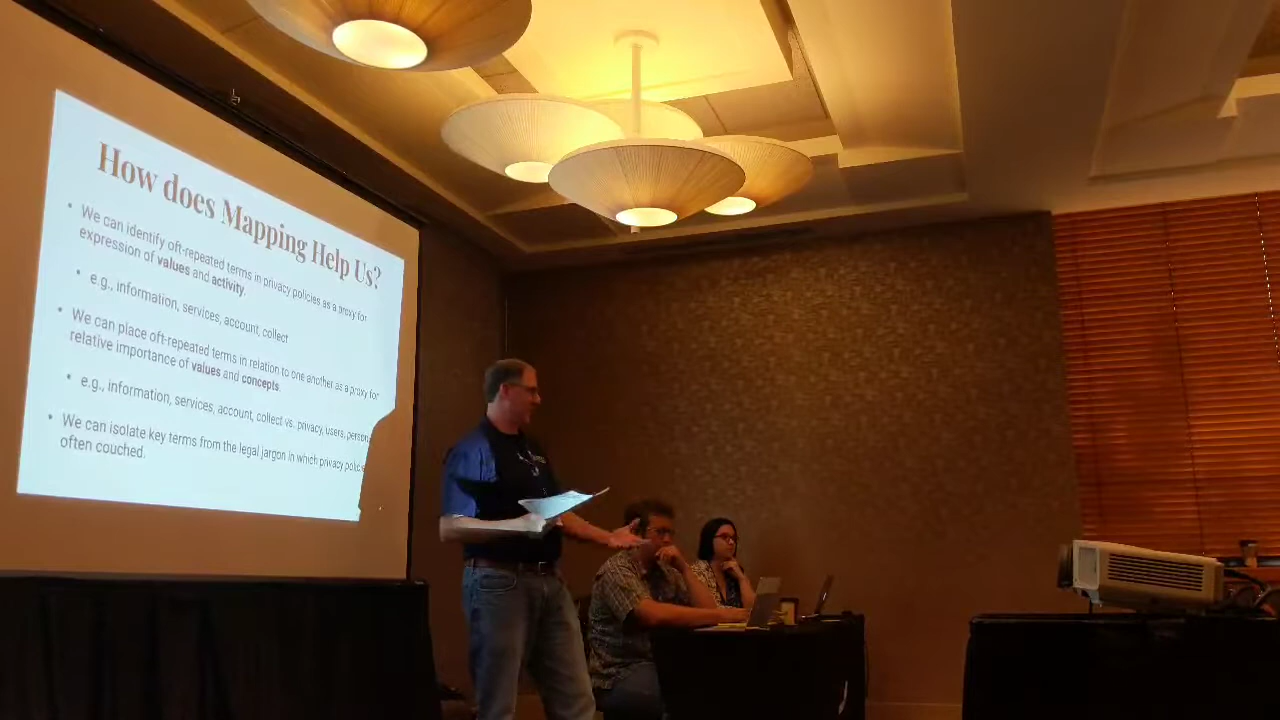 How does Mapping Help Us?
• We can identify oft-repeated terms in privacy policies as a proxy for
expression of values and activity.
• e.g., information, services, account, collect
• We can place oft-repeated terms in relation to one another as a proxy for
relative importance of values and concepts.
• e.g., information, services, account, collect vs. privacy, users, person
• We can isolate key terms from the legal jargon in which privacy policie
often couched.